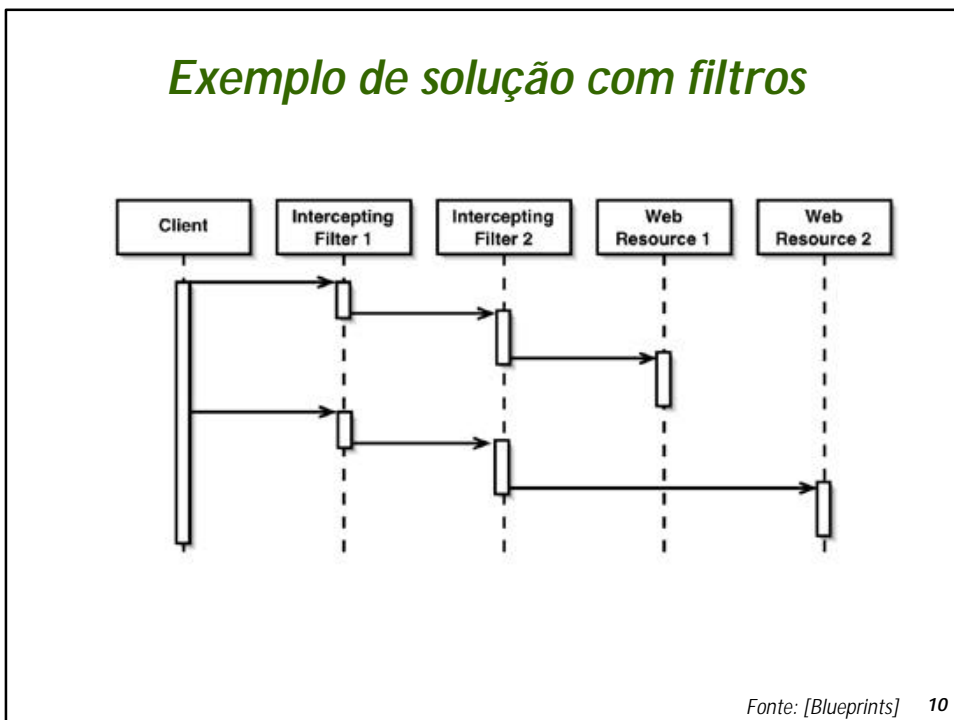 Exemplo de solução com filtros
Client
Intercepting
Filter 1
Intercepting
Filter 2
Web
Resource 1
Web
Resource 2
Fonte: [Blueprints] 10